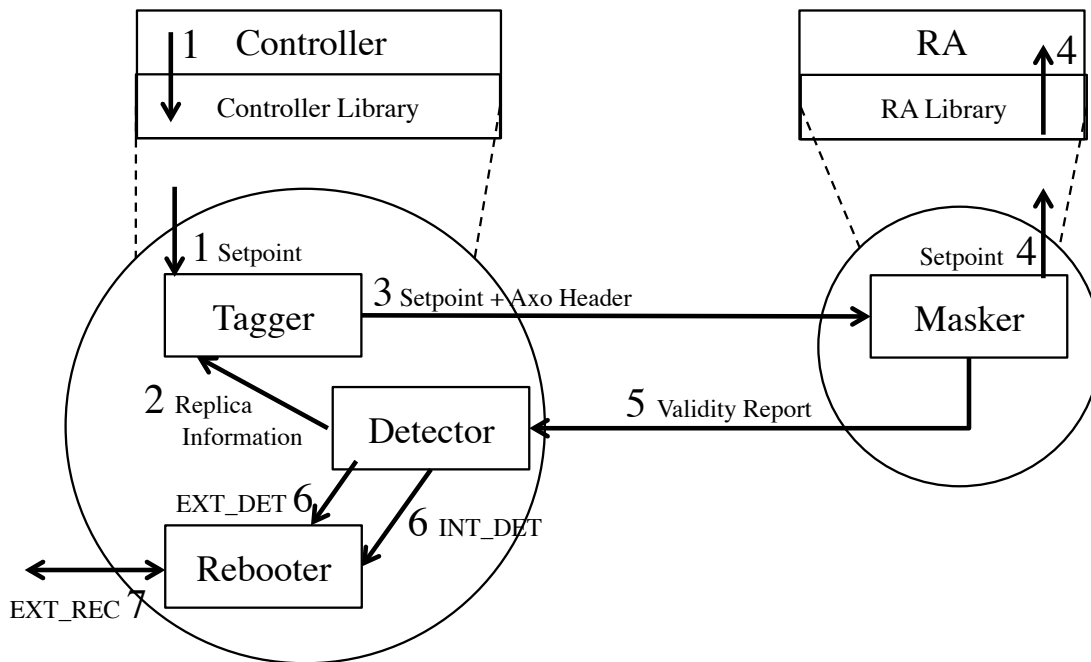 1 Controller
Controller Library
RA 4
RA Library
1 Setpoint
Setpoint 4
Tagger
3 Setpoint + Axo Header
Masker
2 Replica
Information
Detector
5 Validity Report
EXT_DET 6
6 INT_DET
Rebooter
EXT_REC 7